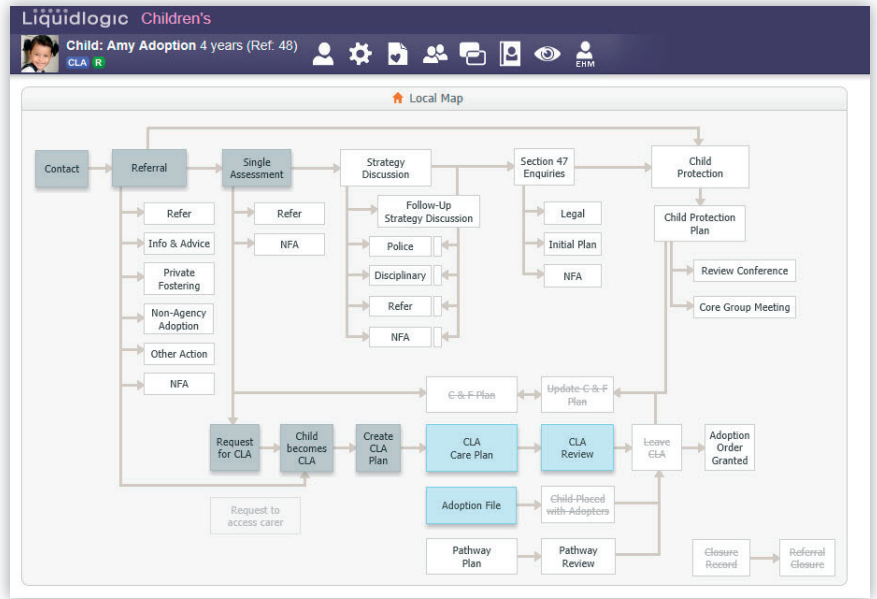 Liquidlogic Children's
Child: Amy Adoption 4 years (Ref: 48)
CLA R
EHM
Local Map
Contact
Referral
Single
Assessment
Strategy
Discussion
Section 47
Enquiries
Child
Protection
Refer
Info & Advice
Private
Fostering
Non-Agency
Adoption
Other Action
NFA
Refer
NFA
Follow-Up
Strategy Discussion
Police
Disciplinary
Refer
NFA
Legal
Initial Plan
NFA
Child Protection
Plan
Review Conference
Core Group Meeting
C & F Plan
Update C & F
Plan
Request
for CLA
Child
becomes
CLA
Create
CLA
Plan
CLA
Care Plan
CLA
Review
Leave
CLA
Adoption
Order
Granted
Request to
access carer
Adoption File
Child Placed
with Adopters
Pathway
Plan
Pathway
Review
Closure
Record
Referral
Closure